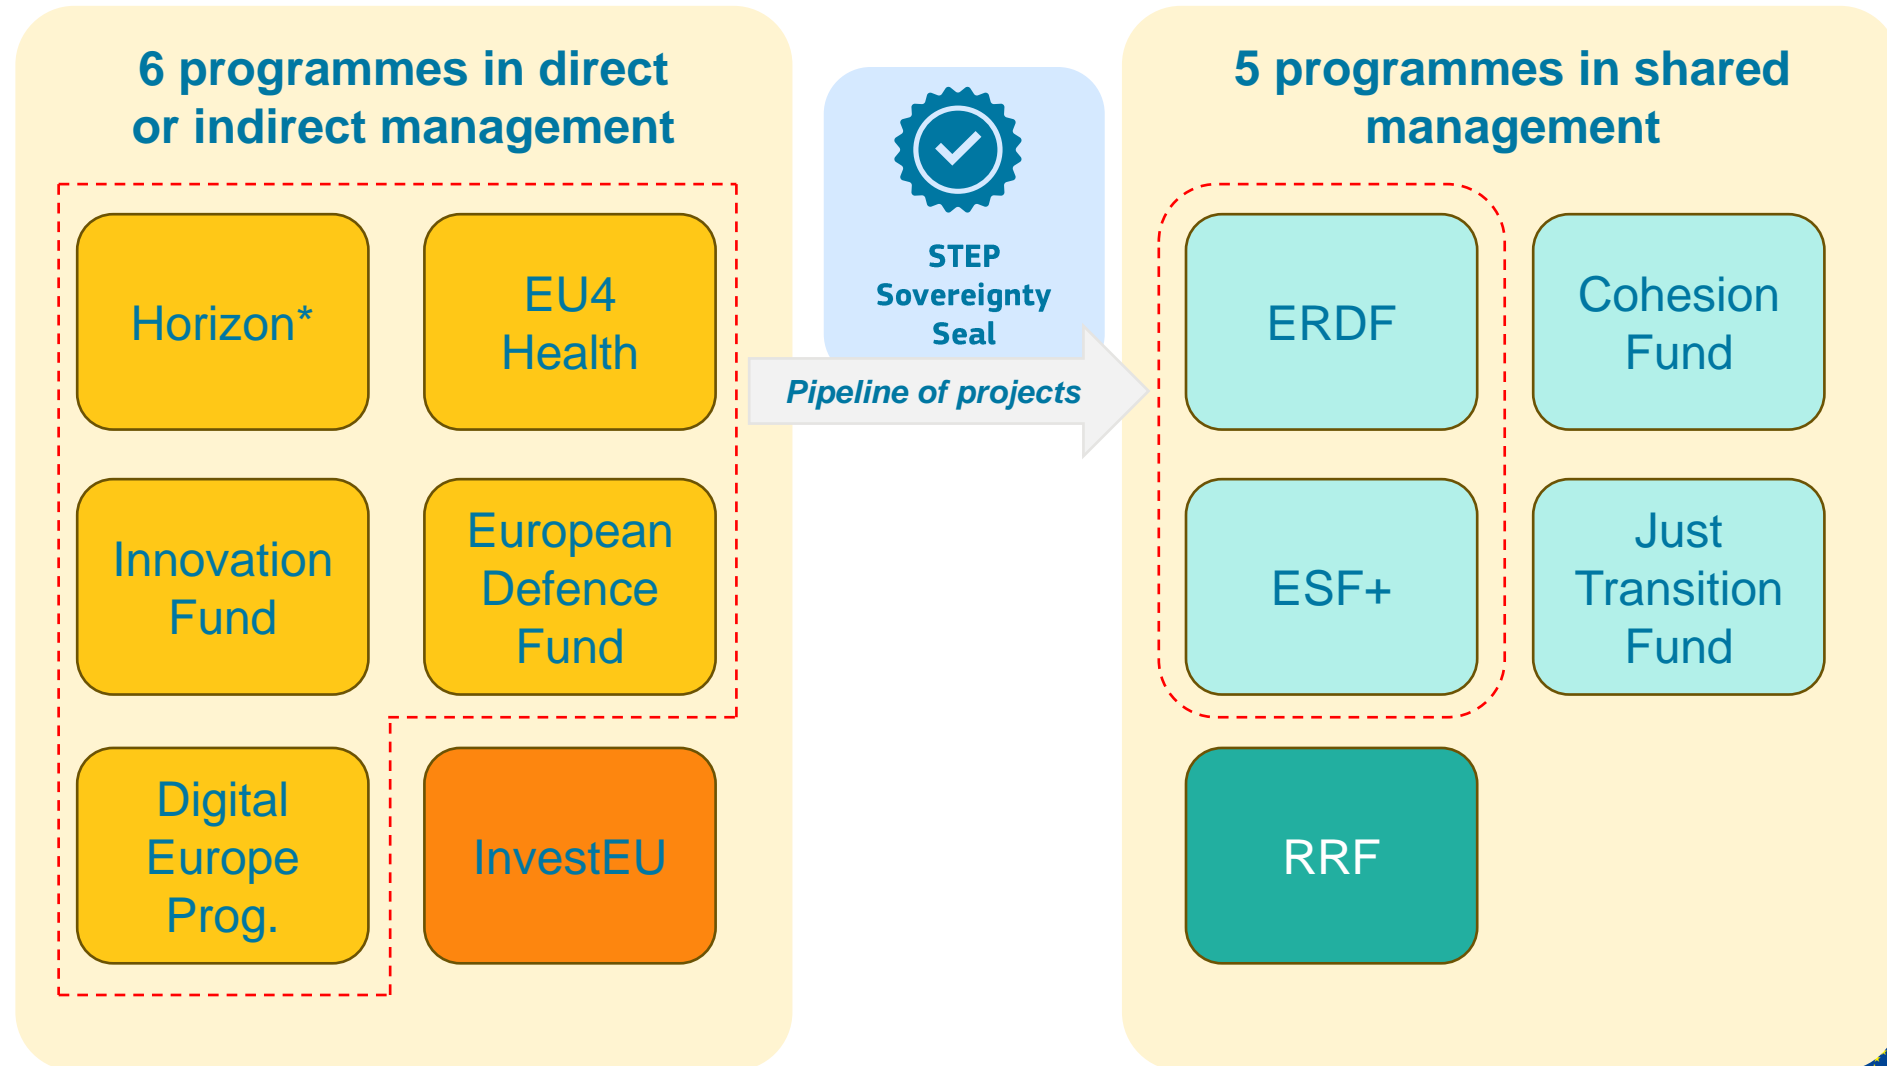 6 programmes in direct
or indirect management
Horizon*
EU4
Health
Innovation
Fund
European
Defence
Fund
Digital
Europe
Prog.
InvestEU
STEP
Sovereignty
Seal
Pipeline of projects
5 programmes in shared
management
ERDF
Cohesion
Fund
ESF+
Just
Transition
Fund
RRF